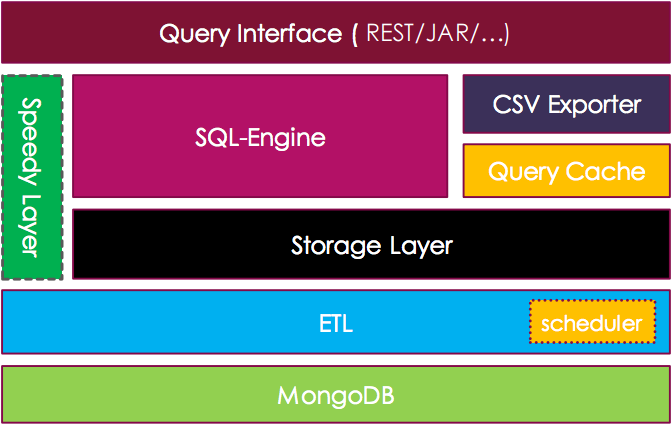 Query Interface ( REST/JAR/...)
Speedy Layer
SQL-Engine
CSV Exporter
Query Cache
Storage Layer
ETL
scheduler
MongoDB